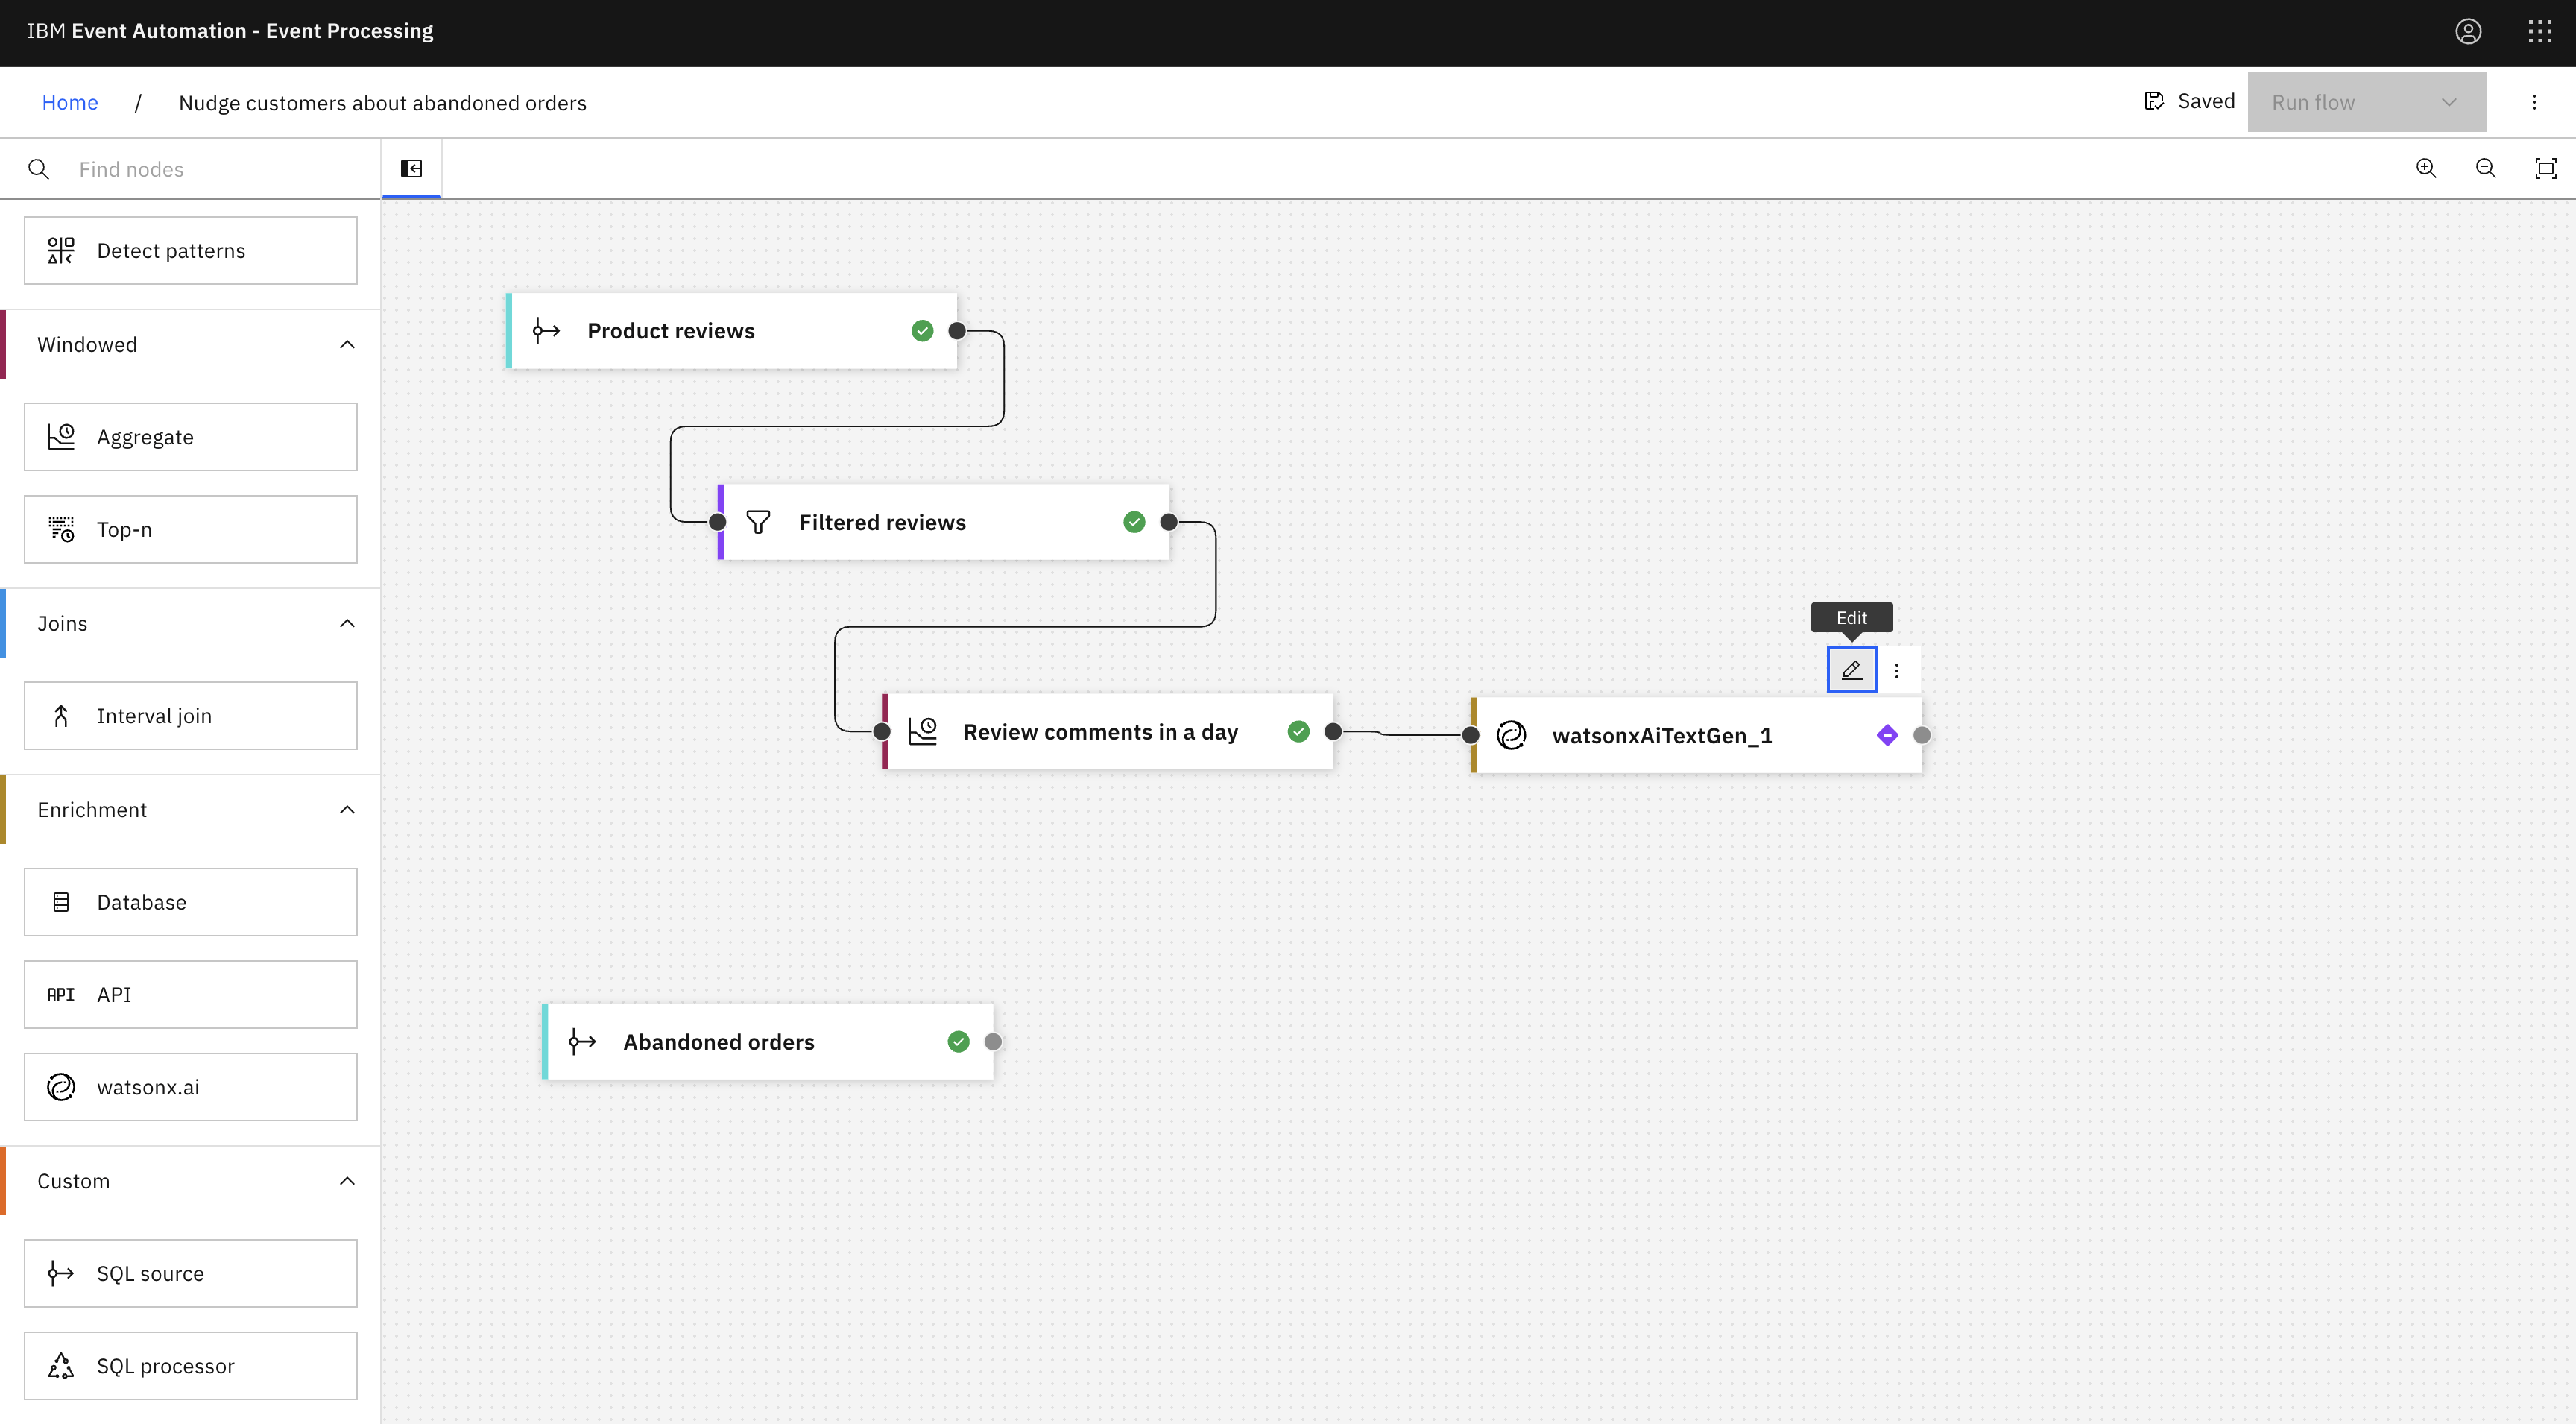 IBM Event Automation - Event Processing
Home / Nudge customers about abandoned orders
Saved
Run flow
Find nodes
Detect patterns
Windowed
Aggregate
Top-n
Joins
Interval join
Enrichment
Database
API API
watsonx.ai
Custom
SQL source
SQL processor
Product reviews
Filtered reviews
Review comments in a day
Edit
watsonxAiTextGen_1
Abandoned orders